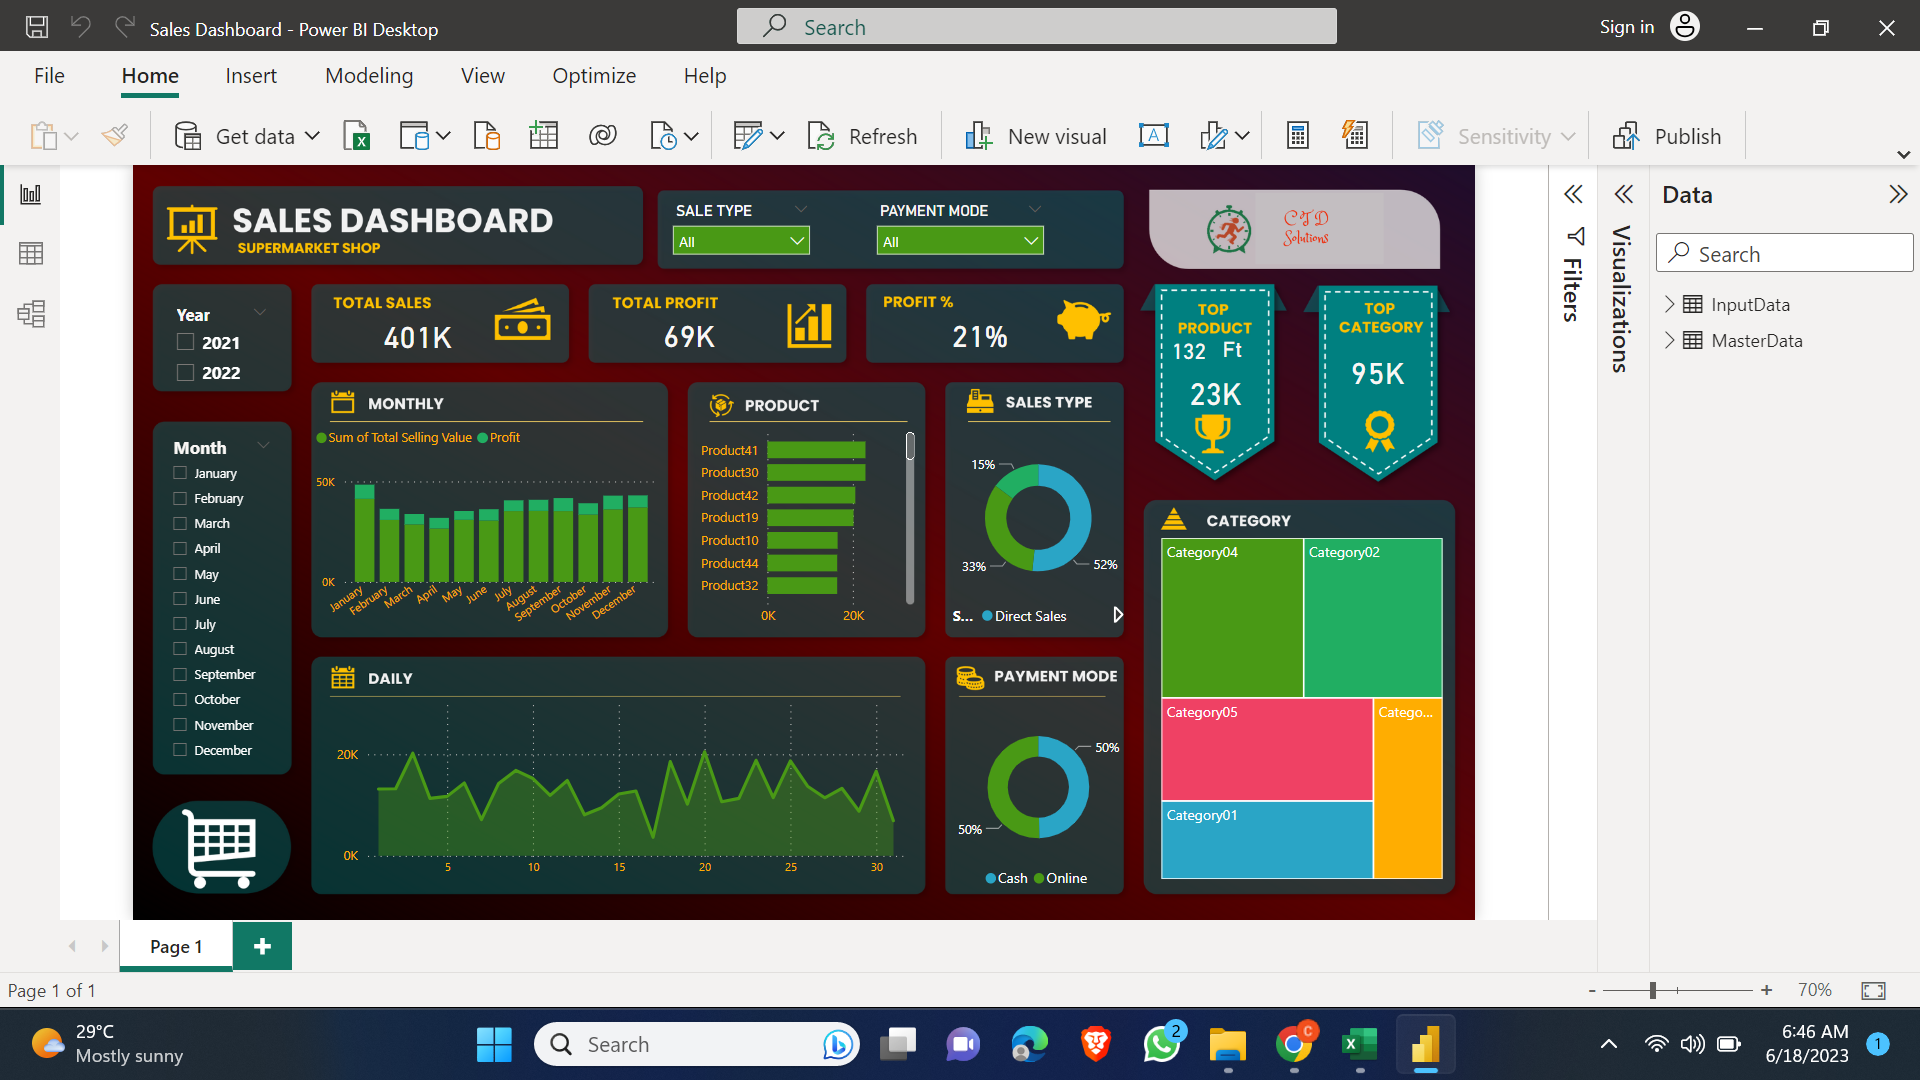 Sales Dashboard - Power BI Desktop
Search
Sign in
File Home Insert Modeling View Optimize Help
Get data
Refresh
New visual
Sensitivity
Publish
SALES DASHBOARD
SUPERMARKET SHOP
SALE TYPE
All
PAYMENT MODE
All
CTD
Solutions
Year
2021
2022
TOTAL SALES
401K
TOTAL PROFIT
69K
PROFIT %
21%
TOP
PRODUCT
132 Ft
23K
TOP
CATEGORY
95K
Month
January
February
March
April
May
June
July
August
September
October
November
December
MONTHLY
Sum of Total Selling Value Profit
50K
0K
January
February
March
April
May
June
July
August
September
October
November
December
PRODUCT
Product41
Product30
Product42
Product19
Product10
Product44
Product32
0K 20K
SALES TYPE
15%
33%
52%
S... Direct Sales
CATEGORY
Category04
Category02
Category05
Catego...
Category01
DAILY
20K
0K
5 10 15 20 25 30
PAYMENT MODE
50%
50%
Cash Online
Filters
Visualizations
Data
Search
InputData
MasterData
Page 1
Page 1 of 1
- + 70%
29°C
Mostly sunny
Search
2
C
6:46 AM
6/18/2023
1